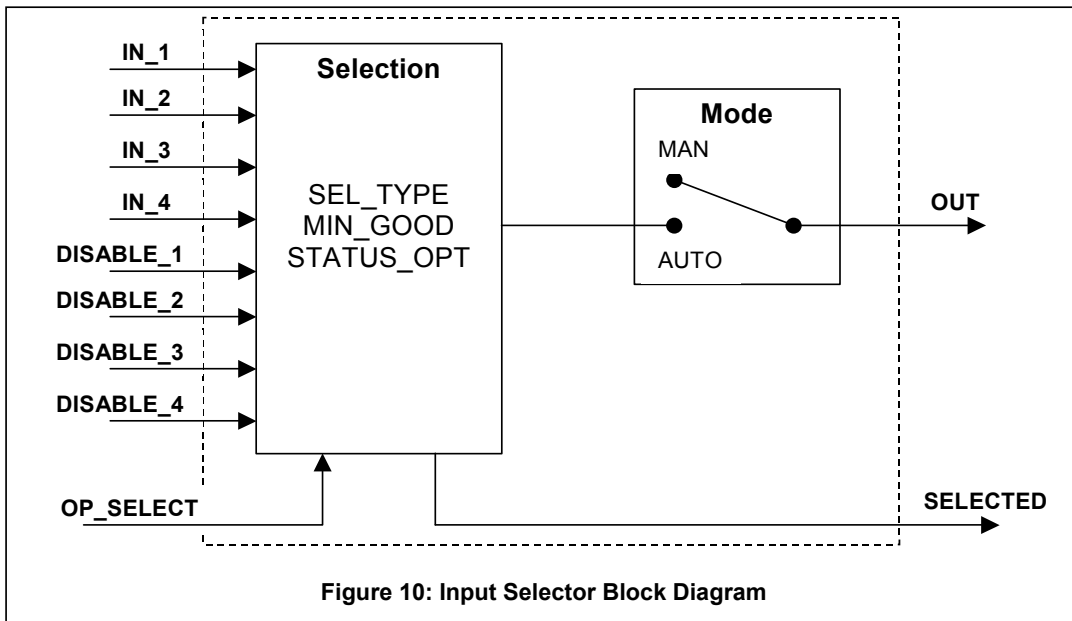 IN_1
IN_2
IN_3
IN_4
DISABLE_1
DISABLE_2
DISABLE_3
DISABLE_4
OP_SELECT
Selection
SEL_TYPE
MIN_GOOD
STATUS_OPT
Mode
MAN
AUTO
OUT
SELECTED
Figure 10: Input Selector Block Diagram